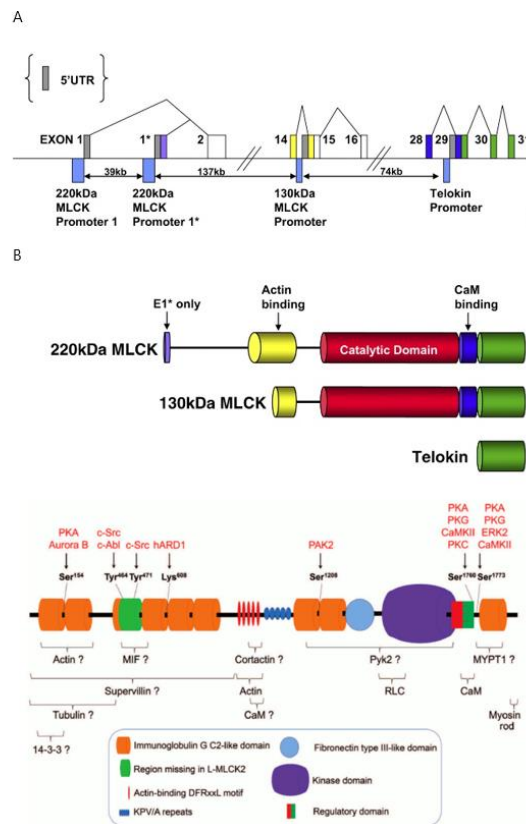 A
5'UTR
EXON 1 1* 2 14 15 16 28 29 30 31
39kb 137kb 74kb
220kDa MLCK Promoter 1
220kDa MLCK Promoter 1*
130kDa MLCK Promoter
Telokin Promoter
B
E1* only
Actin binding
CaM binding
220kDa MLCK
Catalytic Domain
130kDa MLCK
Telokin
PKA
Aurora B
c-Src
c-Abl
c-Src
hARD1
PAK2
PKA
PKG
CaMKII
PKC
PKA
PKG
ERK2
CaMKII
Ser154
Tyr464
Tyr471
Lys608
Ser1208
Ser1760
Ser1773
Actin ?
MIF ?
Cortactin ?
Pyk2 ?
MYPT1 ?
Supervillin ?
Actin
RLC
CaM
Tubulin ?
CaM ?
Myosin rod
14-3-3 ?
Immunoglobulin G C2-like domain
Fibronectin type III-like domain
Region missing in L-MLCK2
Kinase domain
Actin-binding DFRxxL motif
KPV/A repeats
Regulatory domain